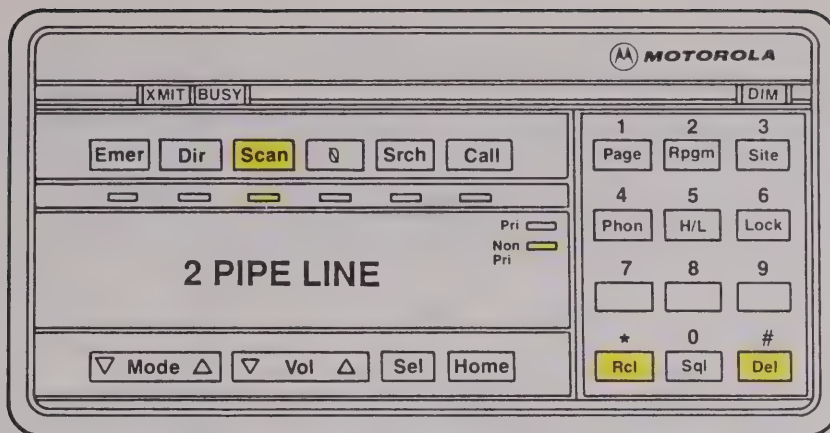 MOTOROLA
XMIT BUSY DIM
1 2 3
Emer Dir Scan Srch Call Page Rpgm Site
4 5 6
Phon H/L Lock
Pri
Non
Pri
2 PIPE LINE
7 8 9
* 0 #
Mode Vol Sel Home Rcl Sql Del